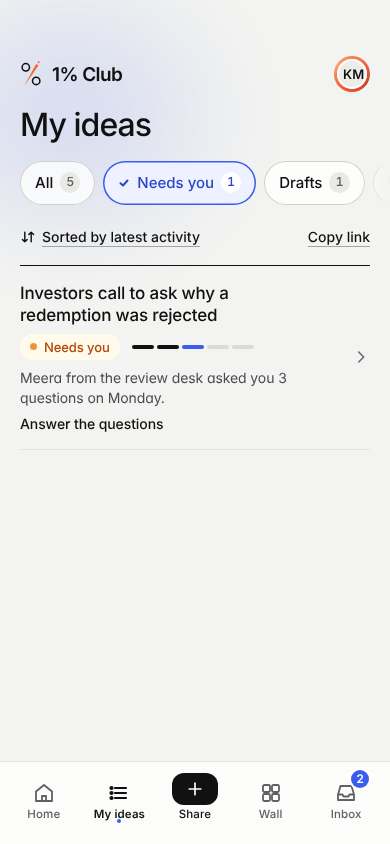 1% Club
KM
My ideas
All 5
Needs you 1
Drafts 1
Sorted by latest activity
Copy link
Investors call to ask why a
redemption was rejected
Needs you
Meera from the review desk asked you 3
questions on Monday.
Answer the questions
2
Home
My ideas
Share
Wall
Inbox